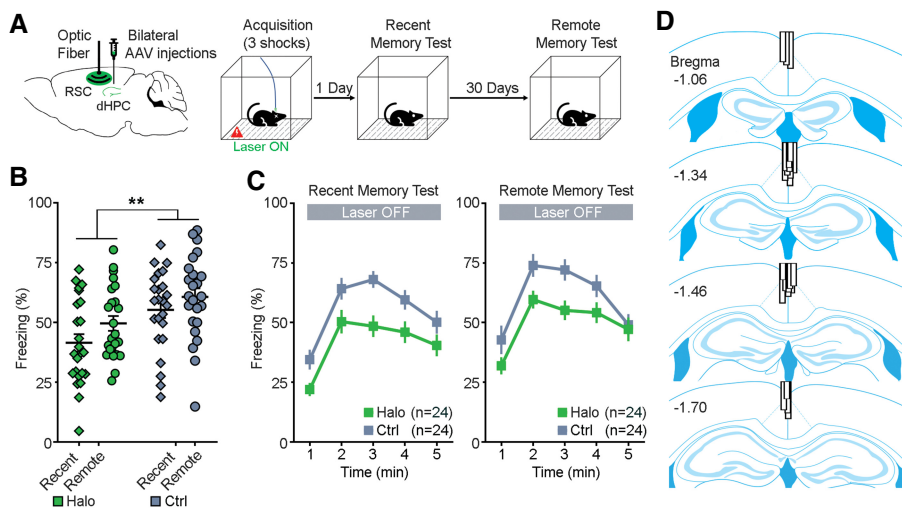 A
Optic
Fiber
Bilateral
AAV injections
RSC
dHPC
Acquisition
(3 shocks)
Laser ON
1 Day
Recent
Memory Test
30 Days
Remote
Memory Test
B
**
Freezing (%)
100
75
50
25
0
Recent
Remote
Recent
Remote
Halo
Ctrl
C
Recent Memory Test
Laser OFF
Freezing (%)
100
75
50
25
0
Halo (n=24)
Ctrl (n=24)
1 2 3 4 5
Time (min)
Remote Memory Test
Laser OFF
100
75
50
25
0
Halo (n=24)
Ctrl (n=24)
1 2 3 4 5
Time (min)
D
Bregma
-1.06
-1.34
-1.46
-1.70